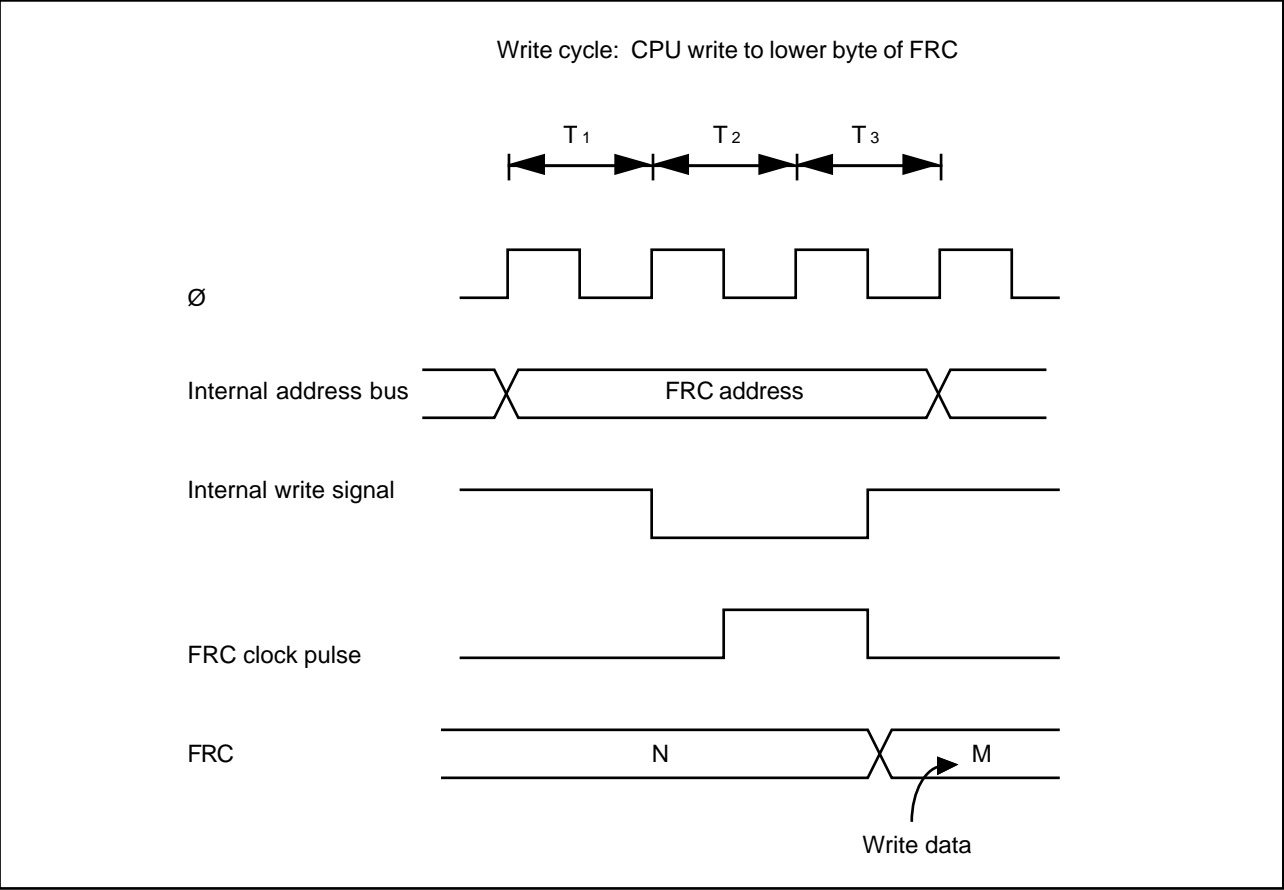 Write cycle: CPU write to lower byte of FRC
T1 T2 T3
Ø
Internal address bus FRC address
Internal write signal
FRC clock pulse
FRC N M
Write data